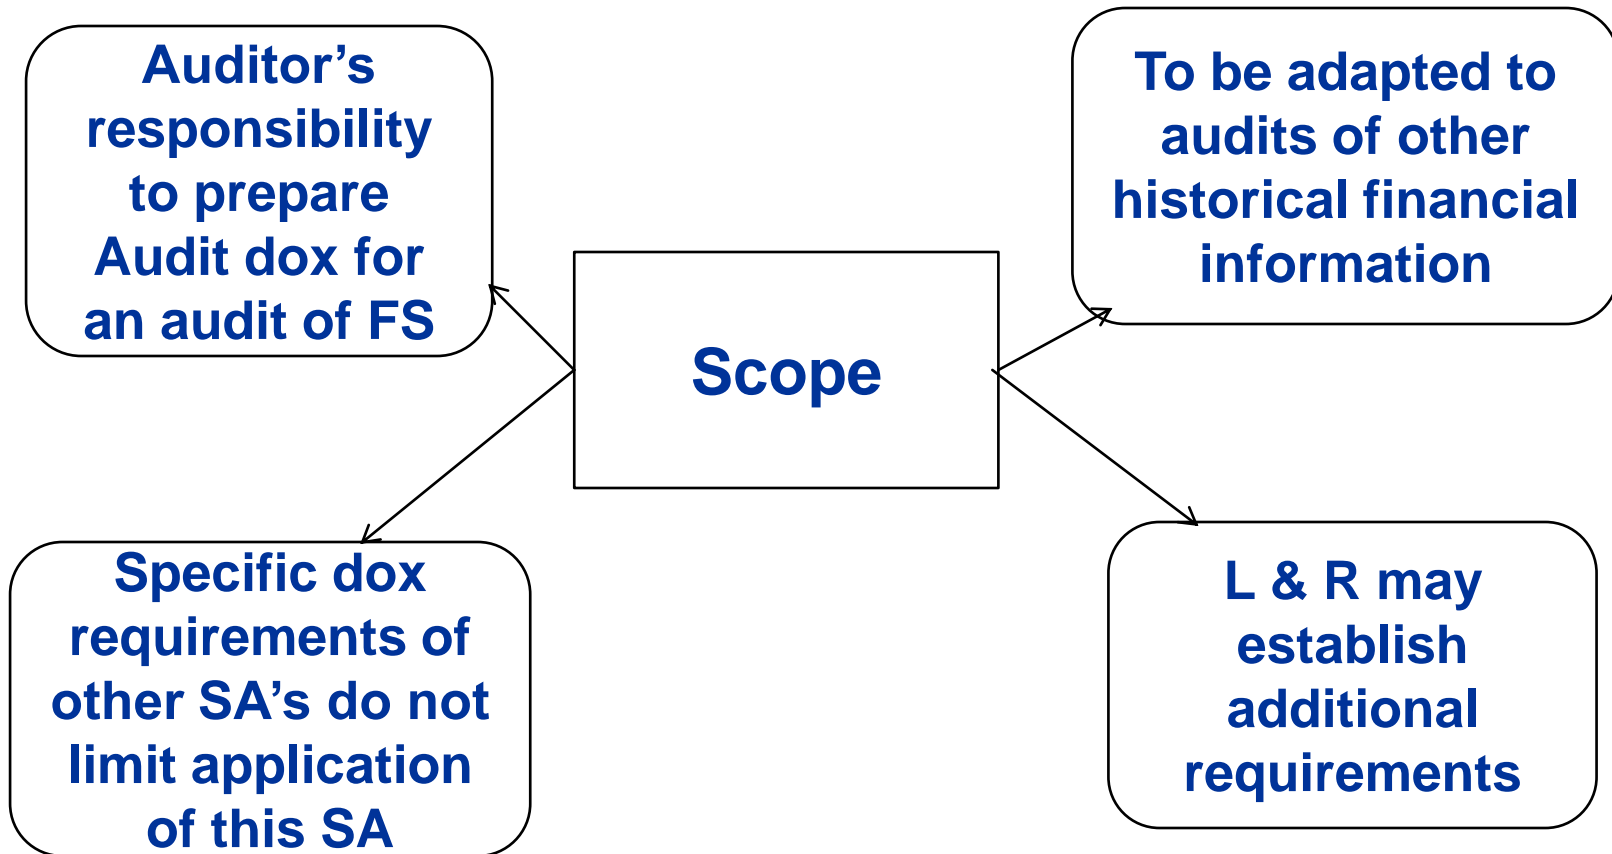 Auditor’s
responsibility
to prepare
Audit dox for
an audit of FS
To be adapted to
audits of other
historical financial
information
Scope
Specific dox
requirements of
other SA’s do not
limit application
of this SA
L & R may
establish
additional
requirements